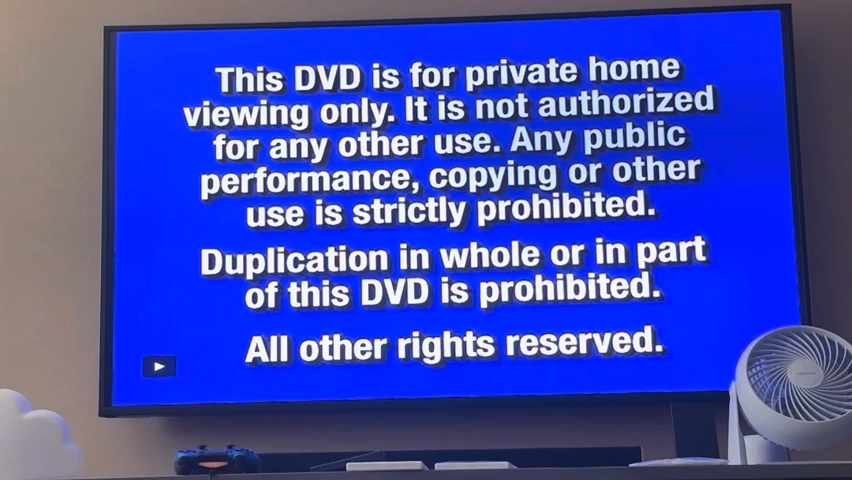 This DVD is for private home
viewing only. It is not authorized
for any other use. Any public
performance, copying or other
use is strictly prohibited.
Duplication in whole or in part
of this DVD is prohibited.
All other rights reserved.